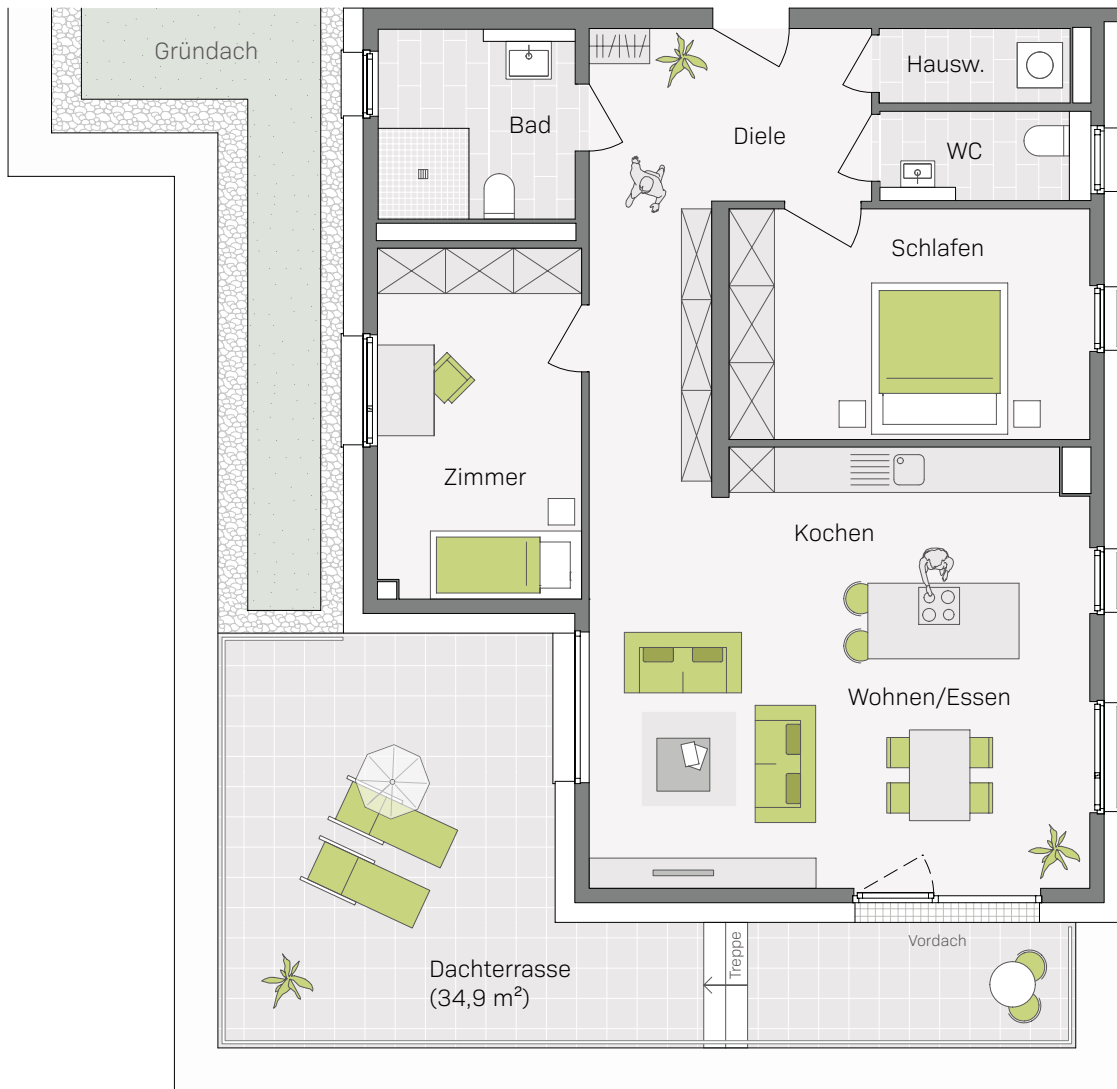 Gründach
Bad
Diele
Hausw.
WC
Schlafen
Zimmer
Kochen
Wohnen/Essen
Dachterrasse
(34,9 m²)
Treppe
Vordach